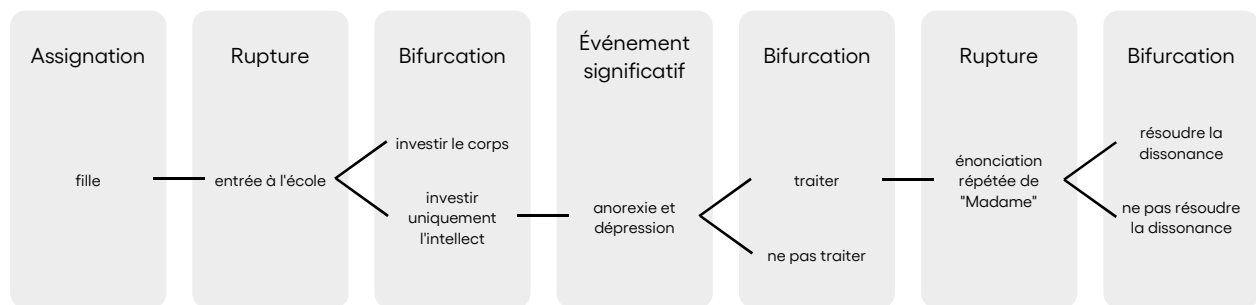 Assignation
fille
Rupture
entrée à l'école
Bifurcation
investir le corps
investir
uniquement
l'intellect
Événement
significatif
anorexie et
dépression
Bifurcation
traiter
ne pas traiter
Rupture
énonciation
répétée de
"Madame"
Bifurcation
résoudre la
dissonance
ne pas résoudre
la dissonance